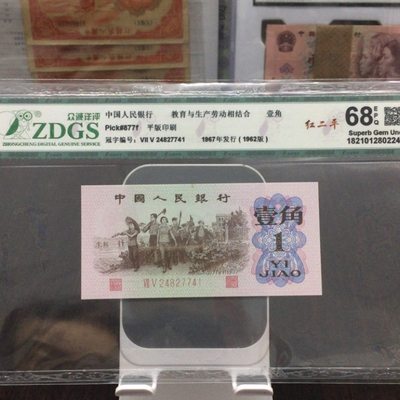 众诚评级
ZDGS
ZHONGCHENG DIGITAL GENUINE SERVICE
中国人民银行 教育与生产劳动相结合 壹角
Pick#877f 平版印刷 红二平
冠字编号：VII V 24827741 1967年发行（1962版）
68 EPQ
Superb Gem Unc
18210128022
中國人民銀行
壹角
1
YI
JIAO
VII V 24827741